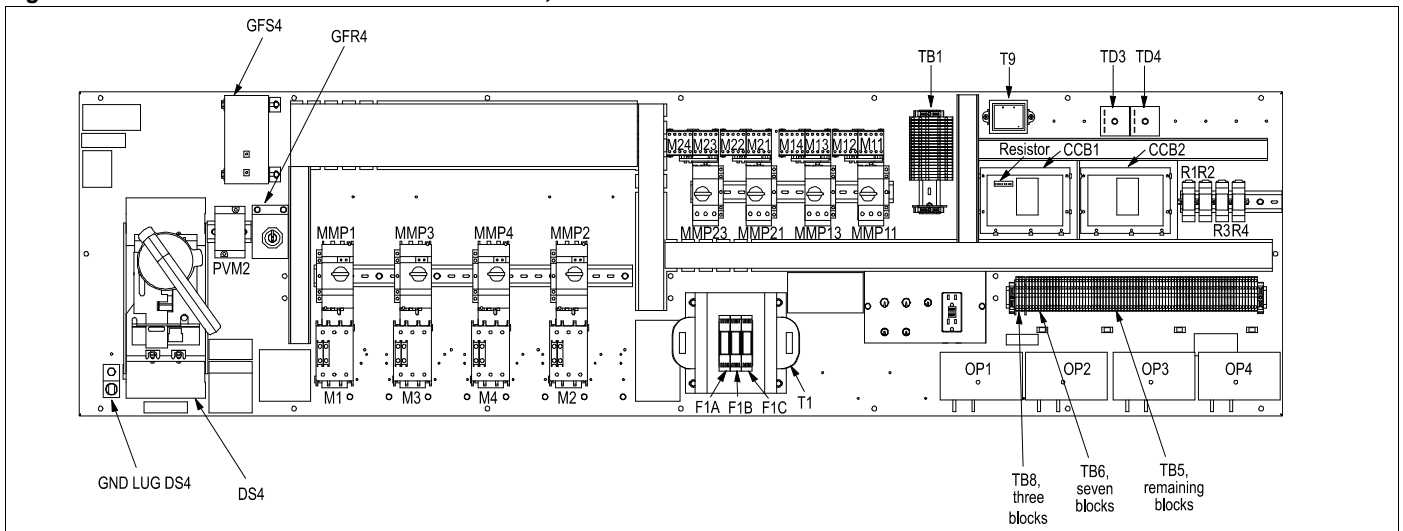 GFS4
GFR4
TB1
T9
TD3 TD4
M24 M23 M22 M21 M14 M13 M12 M11
Resistor CCB1 CCB2
R1 R2
R3 R4
MMP23 MMP21 MMP13 MMP11
MMP1 MMP3 MMP4 MMP2
PVM2
OP1 OP2 OP3 OP4
M1 M3 M4 M2
F1A F1B F1C T1
GND LUG DS4
DS4
TB8,
three
blocks
TB6,
seven
blocks
TB5,
remaining
blocks